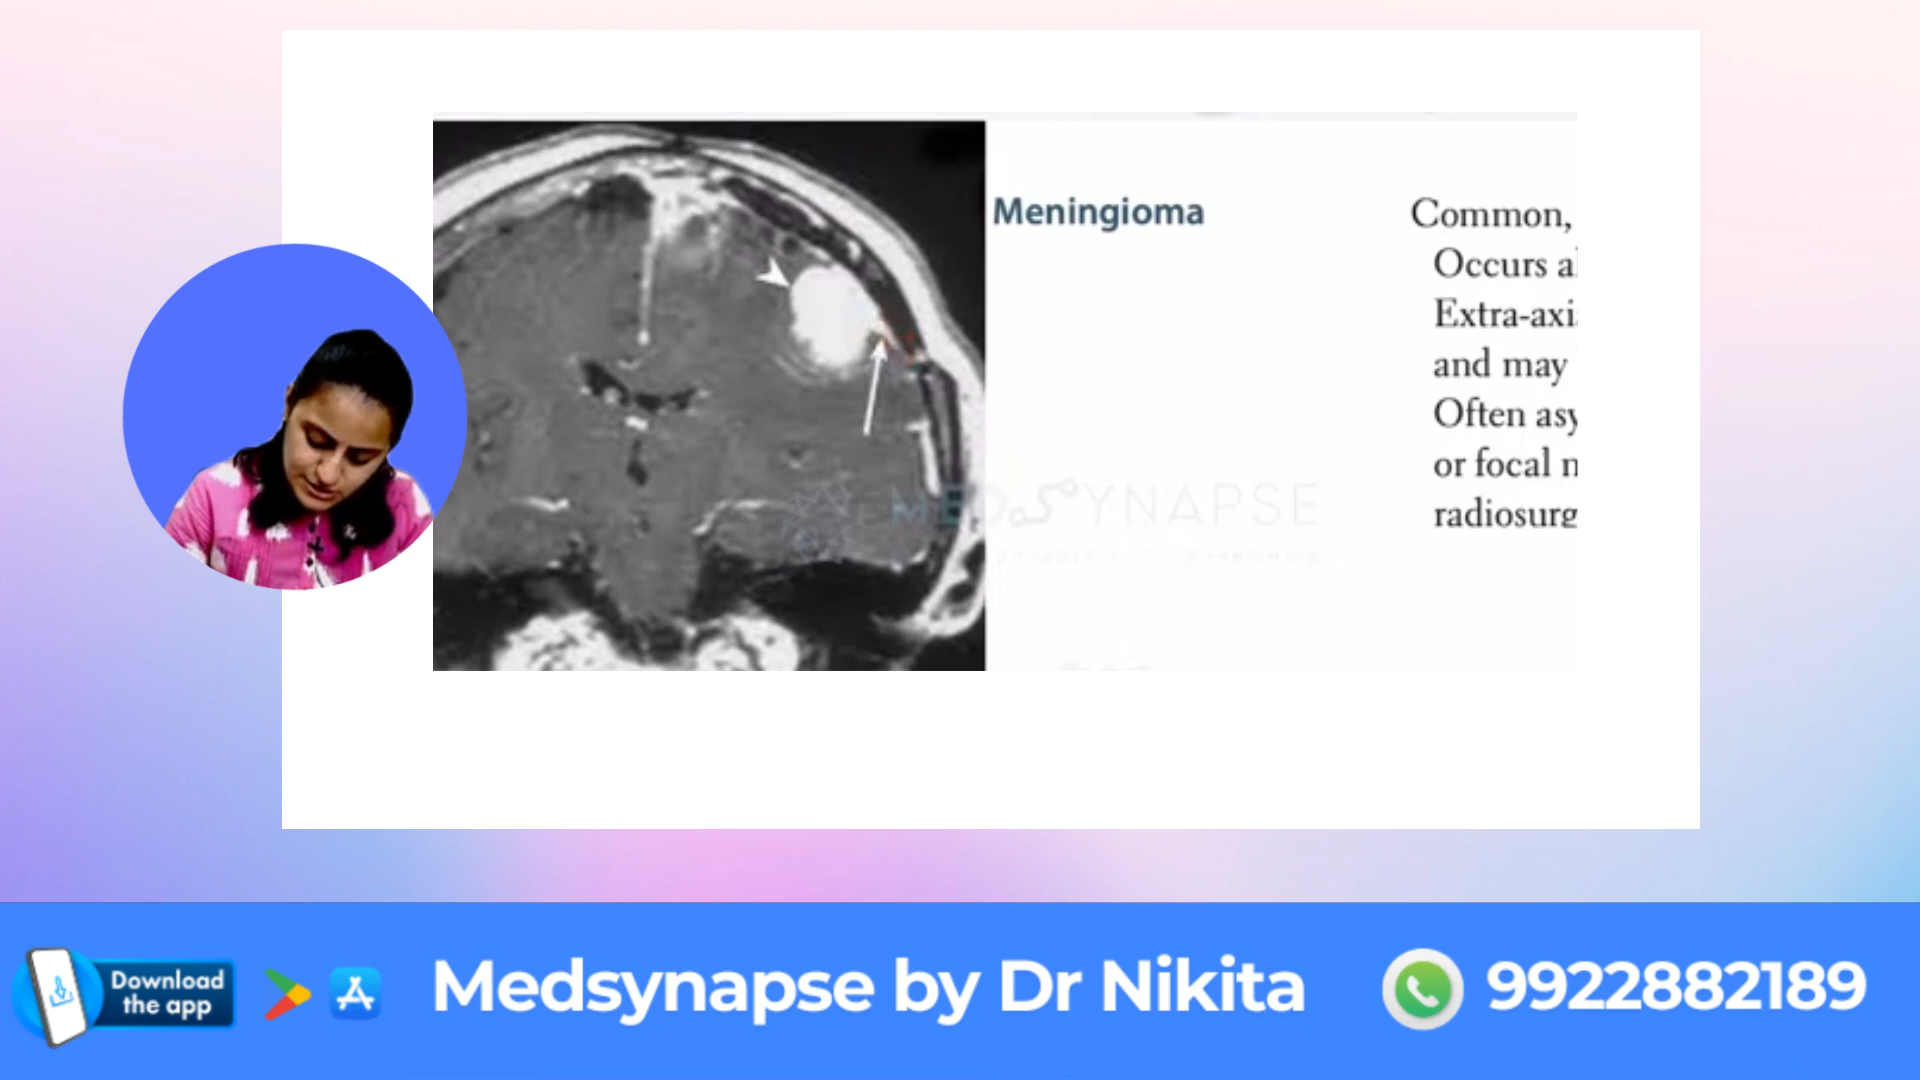 Meningioma
Common,
Occurs a
Extra-axi
and may
Often asy
or focal n
radiosurg
MEDSYNAPSE
Download
the app
Medsynapse by Dr Nikita
9922882189